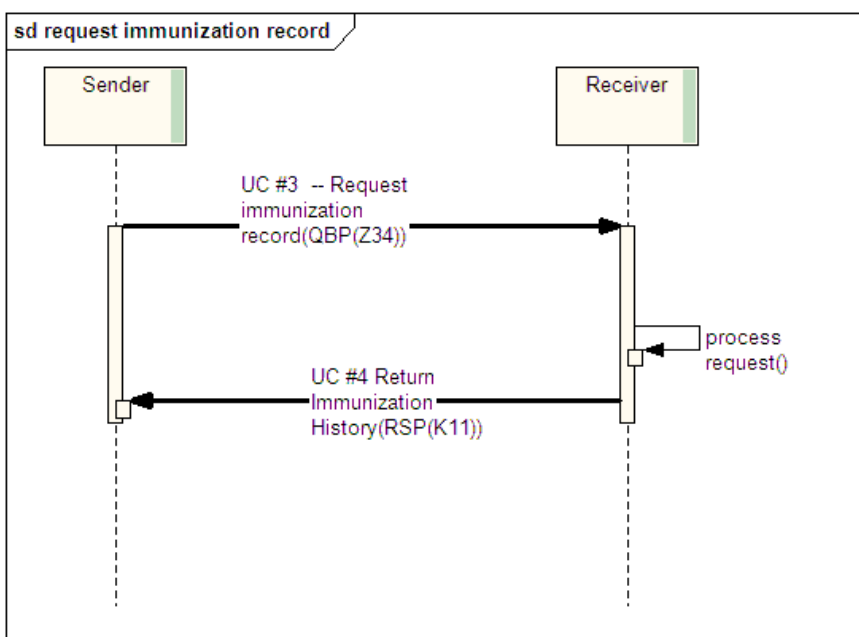 sd request immunization record
Sender
Receiver
UC #3  -- Request
immunization
record(QBP(Z34))
process
request()
UC #4 Return
Immunization
History(RSP(K11))